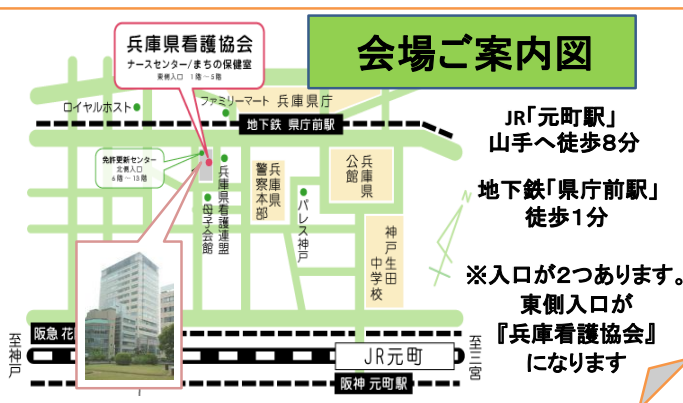 兵庫県看護協会
ナースセンター/まちの保健室
東側入口 1階～5階
会場ご案内図
ロイヤルホスト
ファミリーマート
兵庫県庁
地下鉄 県庁前駅
JR「元町駅」
山手へ徒歩8分
免許更新センター
北側入口
6階～13階
兵庫県看護連盟
母子会館
兵庫県
警察本部
パレス神戸
兵庫県
公館
神戸生田
中学校
地下鉄「県庁前駅」
徒歩1分
N
※入口が2つあります。
東側入口が
『兵庫看護協会』
になります
至神戸
阪急 花
JR元町
阪神 元町駅
至三宮